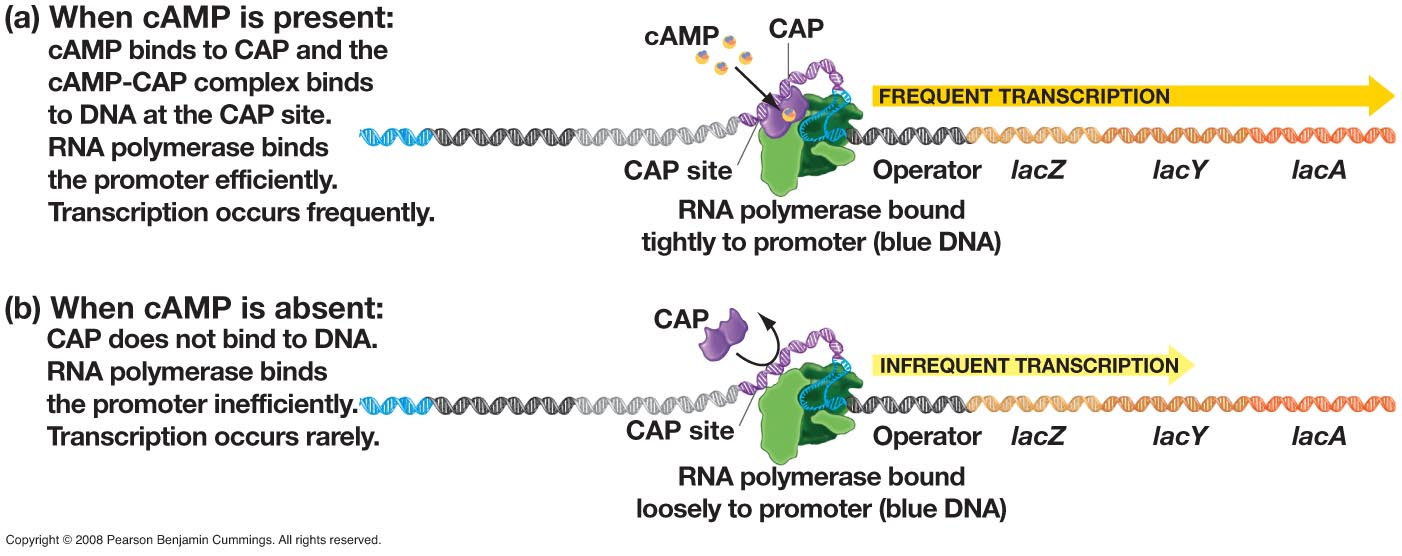 (a) When cAMP is present:
cAMP binds to CAP and the
cAMP-CAP complex binds
to DNA at the CAP site.
RNA polymerase binds
the promoter efficiently.
Transcription occurs frequently.
cAMP
CAP
FREQUENT TRANSCRIPTION
CAP site
Operator lacZ lacY lacA
RNA polymerase bound
tightly to promoter (blue DNA)
(b) When cAMP is absent:
CAP does not bind to DNA.
RNA polymerase binds
the promoter inefficiently.
Transcription occurs rarely.
CAP
INFREQUENT TRANSCRIPTION
CAP site
Operator lacZ lacY lacA
RNA polymerase bound
loosely to promoter (blue DNA)
Copyright © 2008 Pearson Benjamin Cummings. All rights reserved.